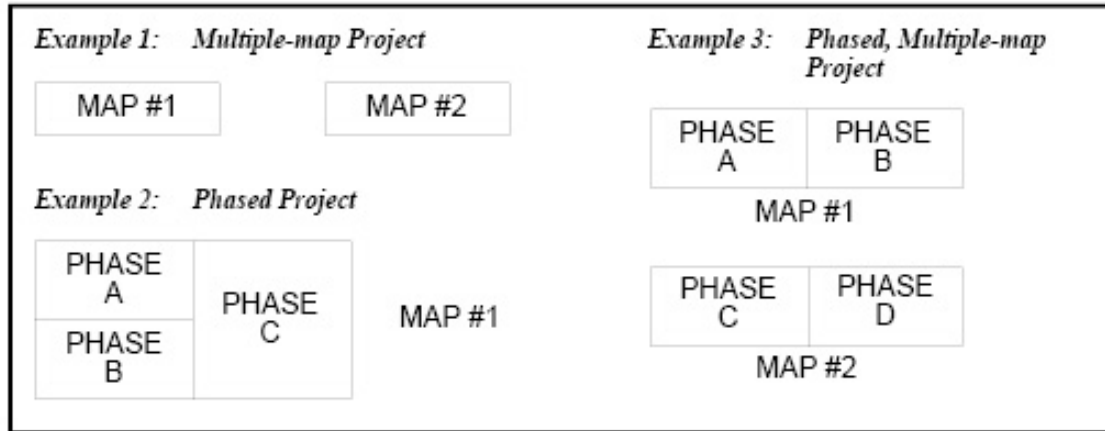 Example 1: Multiple-map Project
MAP #1
MAP #2
Example 2: Phased Project
PHASE
A
PHASE
B
PHASE
C
MAP #1
Example 3: Phased, Multiple-map
Project
PHASE
A
PHASE
B
MAP #1
PHASE
C
PHASE
D
MAP #2